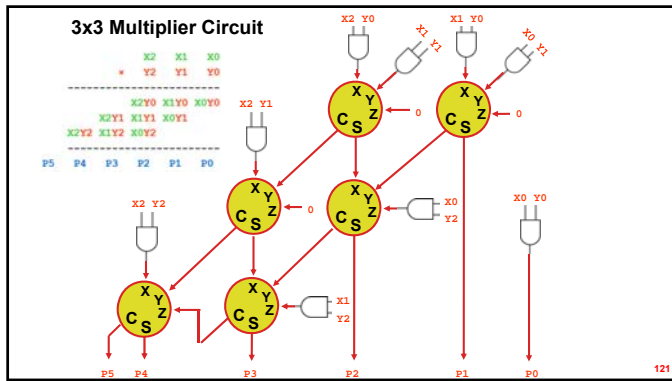 3x3 Multiplier Circuit
X2 Y0
X1 Y0
X1 Y1
X0 Y1
X2 X1 X0
* Y2 Y1 Y0
X2Y0 X1Y0 X0Y0
X2Y1 X1Y1 X0Y1
X2Y2 X1Y2 X0Y2
P5 P4 P3 P2 P1 P0
X2 Y1
X Y Z C S
0
X Y Z C S
0
X2 Y2
X Y Z C S
0
X Y Z C S
X0
Y2
X0 Y0
X Y Z C S
X Y Z C S
X1
Y2
P5 P4 P3 P2 P1 P0
121